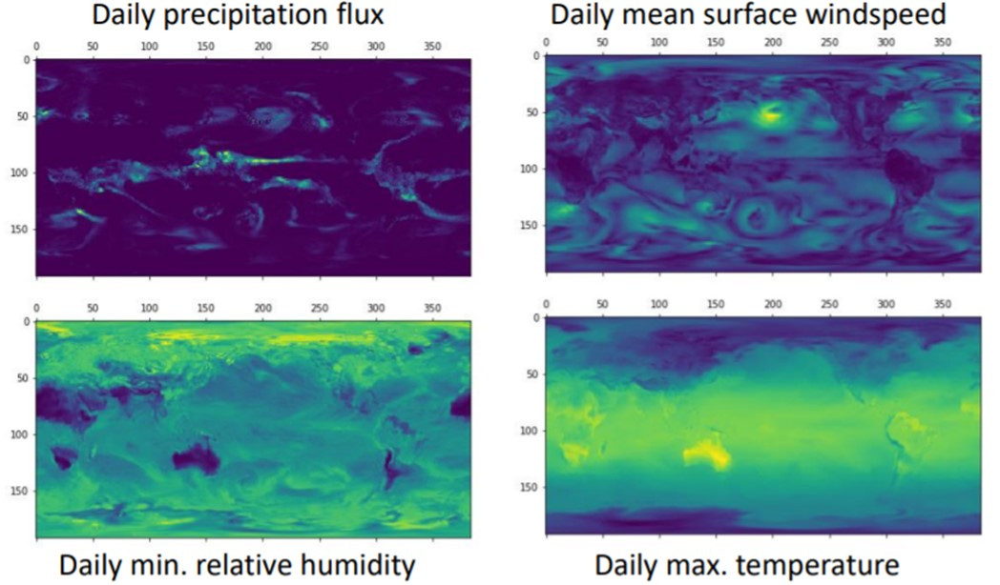 Daily precipitation flux
Daily mean surface windspeed
0 50 100 150 200 250 300 350
0
50
100
150
0 50 100 150 200 250 300 350
0
50
100
150
0 50 100 150 200 250 300 350
0
50
100
150
0 50 100 150 200 250 300 350
0
50
100
150
Daily min. relative humidity
Daily max. temperature